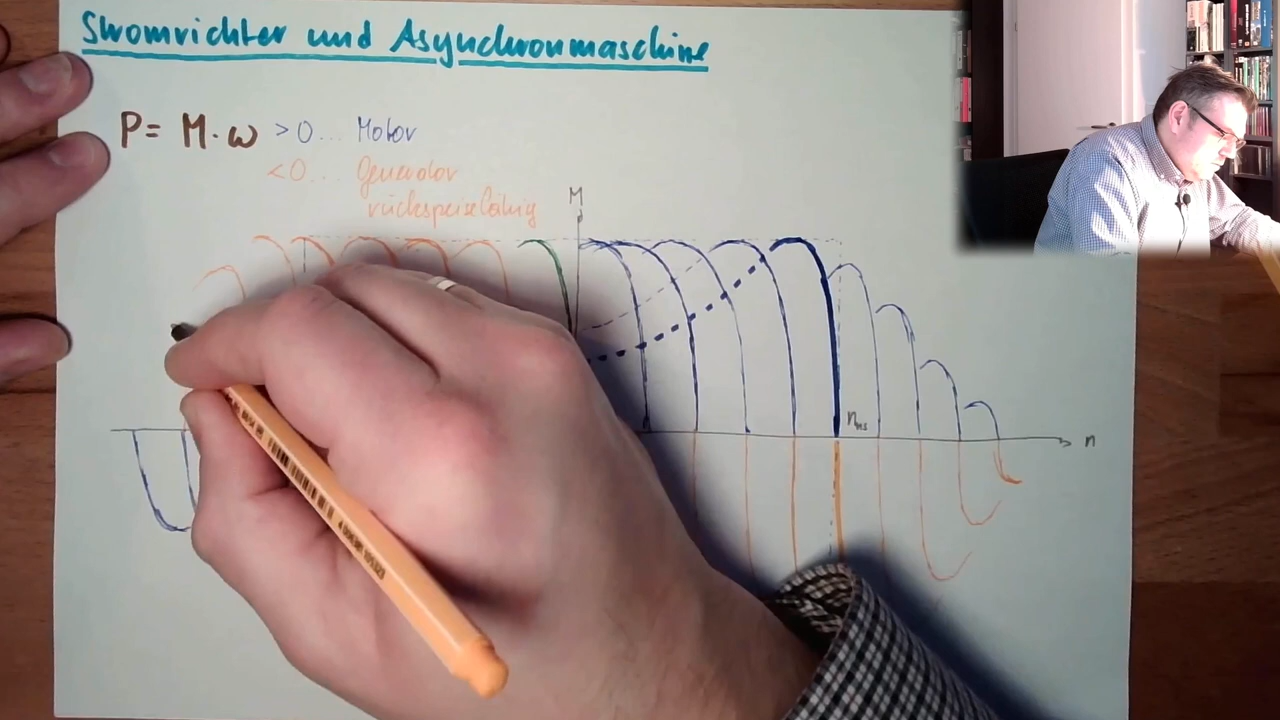 Stromrichter und Asynchronmaschine
P= M·ω >0... Motor
<0... Generator
rückspeisefähig
M
n